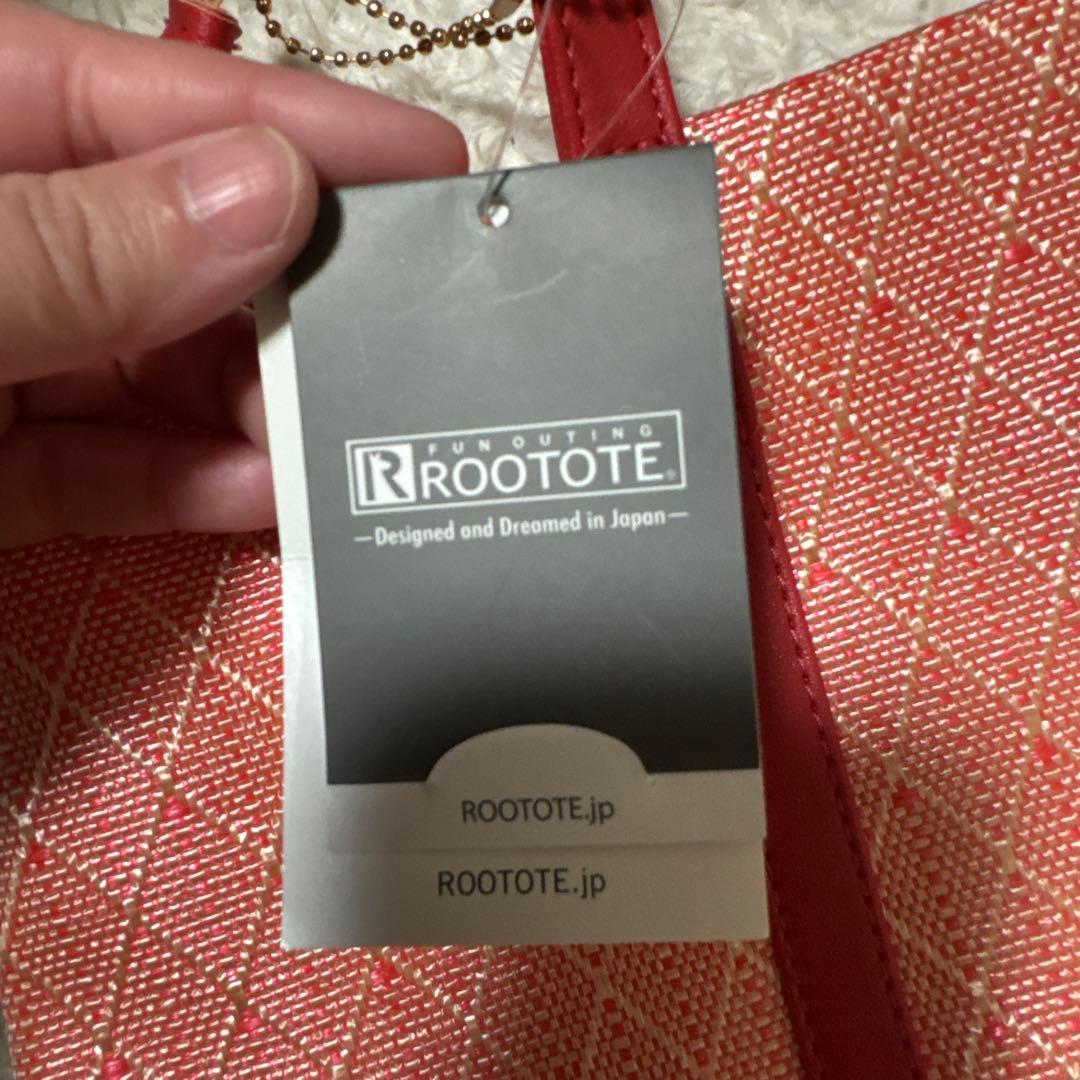 FUN OUTING
R ROOTOTE®
—Designed and Dreamed in Japan—
ROOTOTE.jp
ROOTOTE.jp